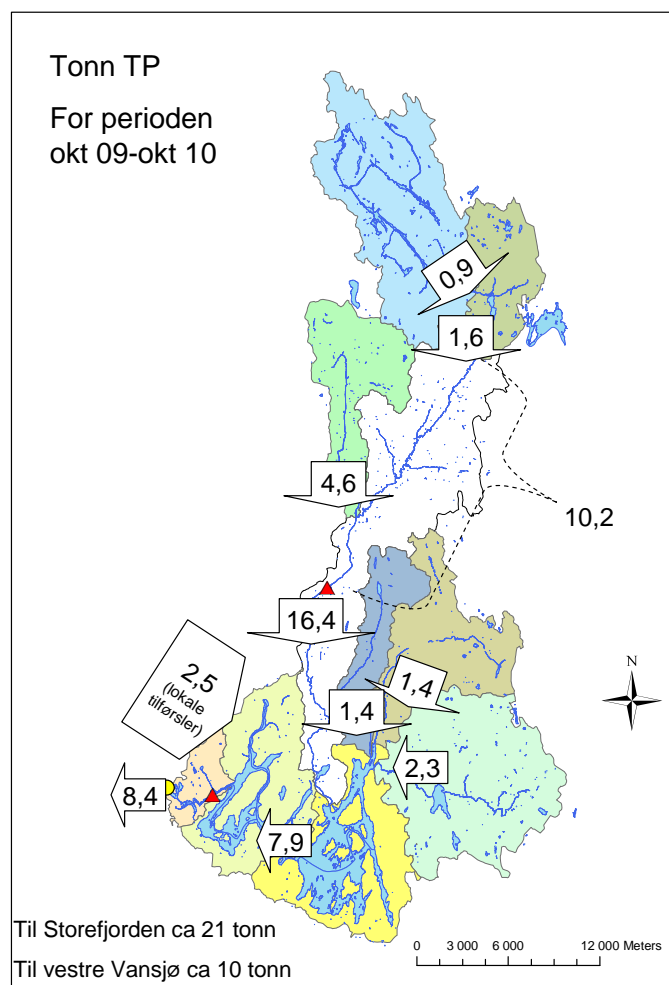 Tonn TP
For perioden
okt 09-okt 10
0,9
1,6
4,6
10,2
16,4
2,5
(lokale
tilførsler)
1,4
1,4
2,3
N
8,4
7,9
Til Storefjorden ca 21 tonn
Til vestre Vansjø ca 10 tonn
0 3 000 6 000 12 000 Meters